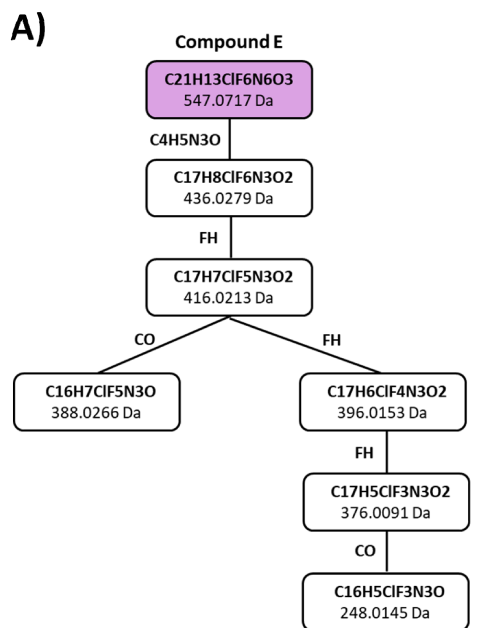 A)
Compound E
C21H13ClF6N6O3
547.0717 Da
C4H5N3O
C17H8ClF6N3O2
436.0279 Da
FH
C17H7ClF5N3O2
416.0213 Da
CO
FH
C16H7ClF5N3O
388.0266 Da
C17H6ClF4N3O2
396.0153 Da
FH
C17H5ClF3N3O2
376.0091 Da
CO
C16H5ClF3N3O
248.0145 Da